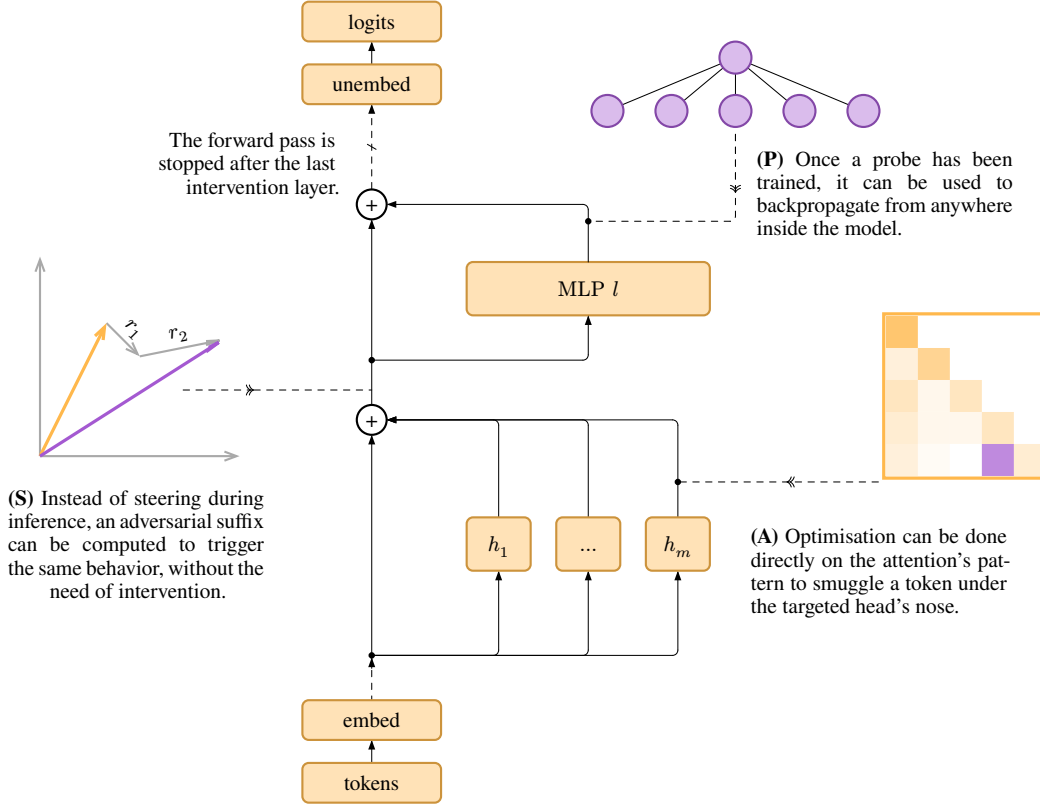 logits
unembed
The forward pass is
stopped after the last
intervention layer.
+
(P) Once a probe has been
trained, it can be used to
backpropagate from anywhere
inside the model.
MLP l
r1
r2
+
(S) Instead of steering during
inference, an adversarial suffix
can be computed to trigger
the same behavior, without the
need of intervention.
h1
...
hm
(A) Optimisation can be done
directly on the attention's pat-
tern to smuggle a token under
the targeted head's nose.
embed
tokens